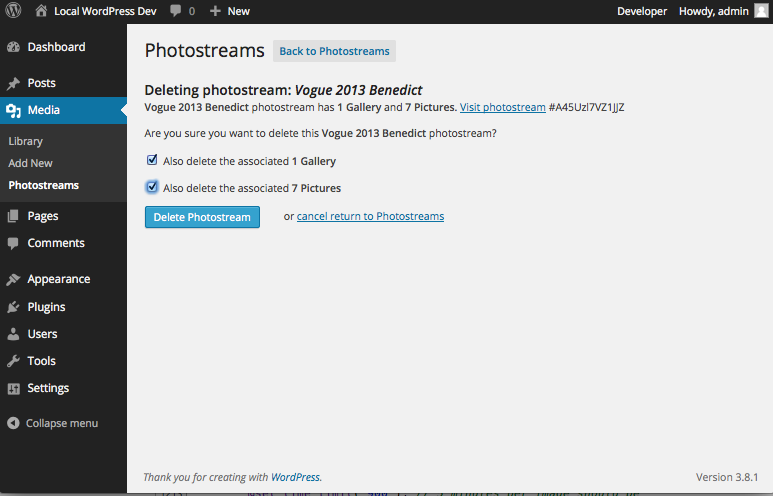 Local WordPress Dev 0 New Developer Howdy, admin
Dashboard
Posts
Media
Library
Add New
Photostreams
Pages
Comments
Appearance
Plugins
Users
Tools
Settings
Collapse menu
Photostreams Back to Photostreams
Deleting photostream: Vogue 2013 Benedict
Vogue 2013 Benedict photostream has 1 Gallery and 7 Pictures. Visit photostream #A45Uzl7VZ1JJZ
Are you sure you want to delete this Vogue 2013 Benedict photostream?
Also delete the associated 1 Gallery
Also delete the associated 7 Pictures
Delete Photostream or cancel return to Photostreams
Thank you for creating with WordPress. Version 3.8.1